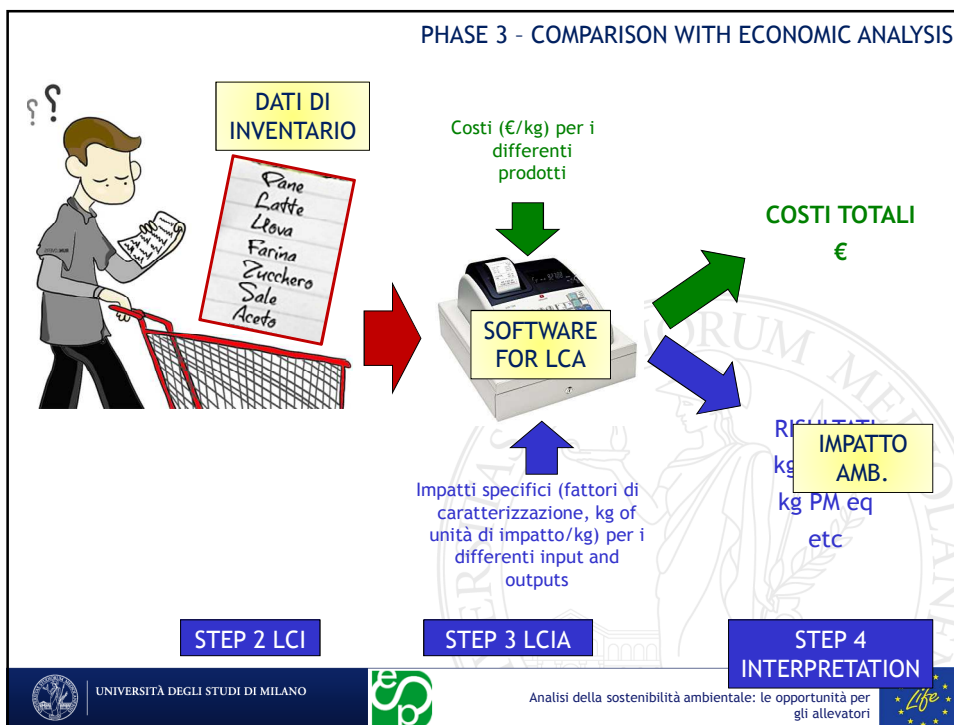 PHASE 3 – COMPARISON WITH ECONOMIC ANALYSIS
? ?
DATI DI
INVENTARIO
Pane
Latte
Uova
Farina
Zucchero
Sale
Aceto
Costi (€/kg) per i
differenti
prodotti
COSTI TOTALI
€
SOFTWARE
FOR LCA
IMPATTO
AMB.
kg PM eq
etc
Impatti specifici (fattori di
caratterizzazione, kg of
unità di impatto/kg) per i
differenti input and
outputs
STEP 2 LCI
STEP 3 LCIA
STEP 4
INTERPRETATION
UNIVERSITÀ DEGLI STUDI DI MILANO
esp
Analisi della sostenibilità ambientale: le opportunità per
gli allevatori
Life